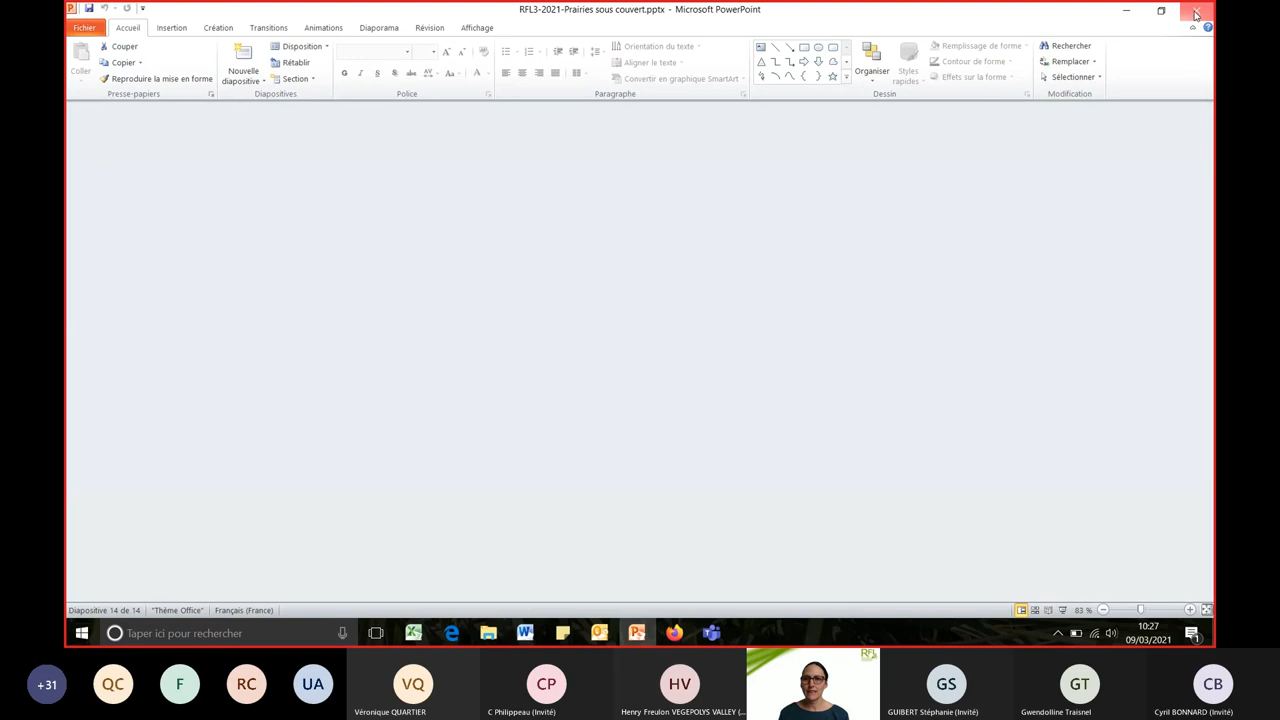 RFL3-2021-Prairies sous couvert.pptx - Microsoft PowerPoint
Fichier Accueil Insertion Création Transitions Animations Diaporama Révision Affichage
Coller
Couper
Copier
Reproduire la mise en forme
Presse-papiers
Nouvelle diapositive
Disposition
Rétablir
Section
Diapositives
G I S S abc AV Aa A
Police
Orientation du texte
Aligner le texte
Convertir en graphique SmartArt
Paragraphe
Organiser
Styles rapides
Remplissage de forme
Contour de forme
Effets sur la forme
Dessin
Rechercher
Remplacer
Sélectionner
Modification
Diapositive 14 de 14 "Thème Office" Français (France) 83 %
Taper ici pour rechercher
10:27
09/03/2021
1
+31 QC F RC UA VQ CP HV RFL GS GT CB
Véronique QUARTIER C Philippeau (Invité) Henry Freulon VEGEPOLYS VALLEY (... GUIBERT Stéphanie (Invité) Gwendolline Traisnel Cyril BONNARD (Invité)